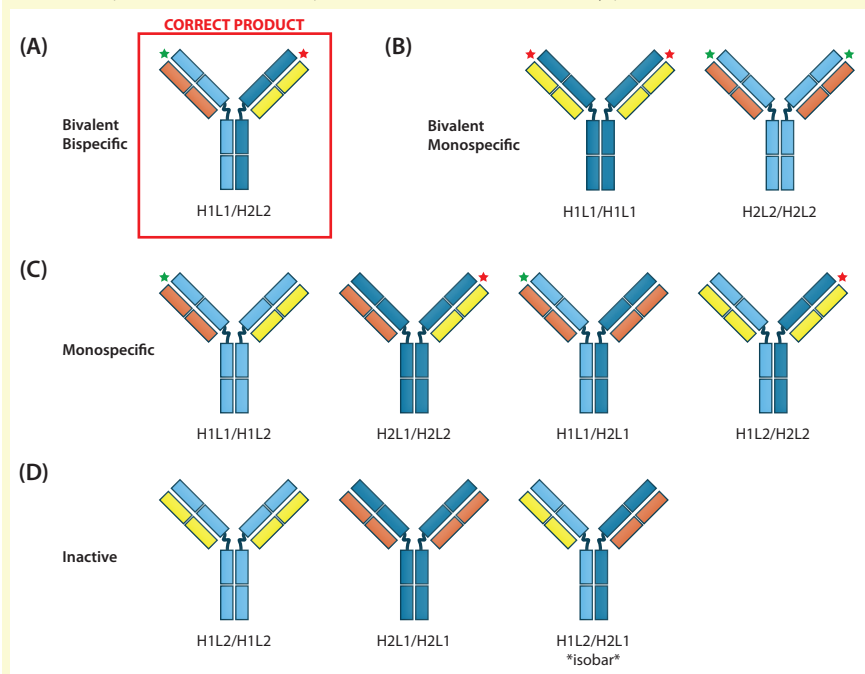 CORRECT PRODUCT
(A)
(B)
Bivalent
Bispecific
Bivalent
Monospecific
H1L1/H2L2
H1L1/H1L1
H2L2/H2L2
(C)
Monospecific
H1L1/H1L2
H2L1/H2L2
H1L1/H2L1
H1L2/H2L2
(D)
Inactive
H1L2/H1L2
H2L1/H2L1
H1L2/H2L1
*isobar*